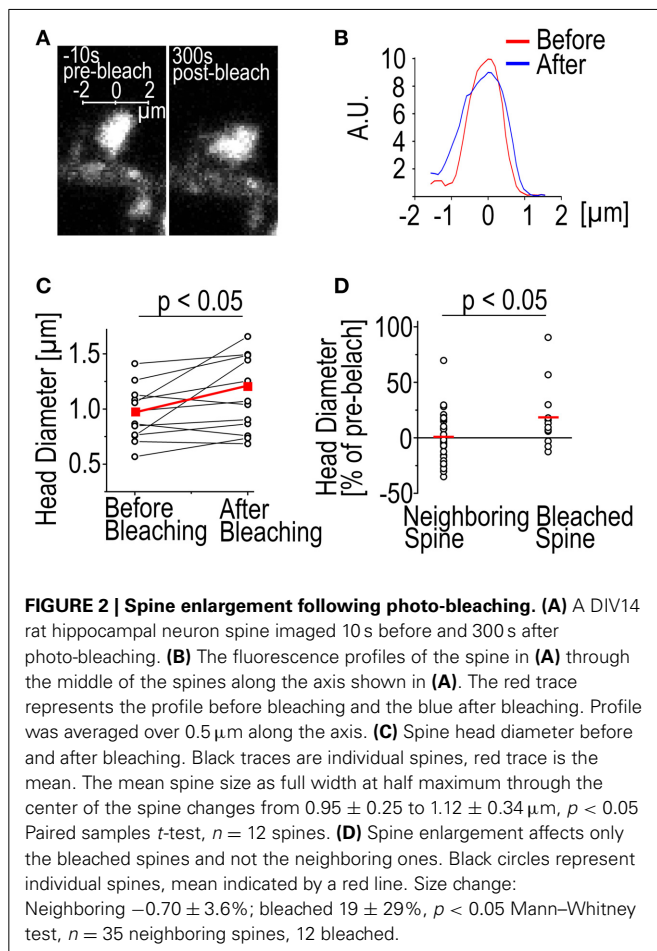 A
-10s
pre-bleach
-2 0 2
μm
300s
post-bleach
B
Before
After
A.U.
10
8
6
4
2
-2 -1 0 1 2 [μm]
C
p < 0.05
Head Diameter [μm]
1.5
1.0
0.5
Before
Bleaching
After
Bleaching
D
p < 0.05
Head Diameter
[% of pre-belach]
100
50
0
-50
Neighboring
Spine
Bleached
Spine
FIGURE 2 | Spine enlargement following photo-bleaching. (A) A DIV14
rat hippocampal neuron spine imaged 10 s before and 300 s after
photo-bleaching. (B) The fluorescence profiles of the spine in (A) through
the middle of the spines along the axis shown in (A). The red trace
represents the profile before bleaching and the blue after bleaching. Profile
was averaged over 0.5 μm along the axis. (C) Spine head diameter before
and after bleaching. Black traces are individual spines, red trace is the
mean. The mean spine size as full width at half maximum through the
center of the spine changes from 0.95 ± 0.25 to 1.12 ± 0.34 μm, p < 0.05
Paired samples t-test, n = 12 spines. (D) Spine enlargement affects only
the bleached spines and not the neighboring ones. Black circles represent
individual spines, mean indicated by a red line. Size change:
Neighboring −0.70 ± 3.6%; bleached 19 ± 29%, p < 0.05 Mann–Whitney
test, n = 35 neighboring spines, 12 bleached.